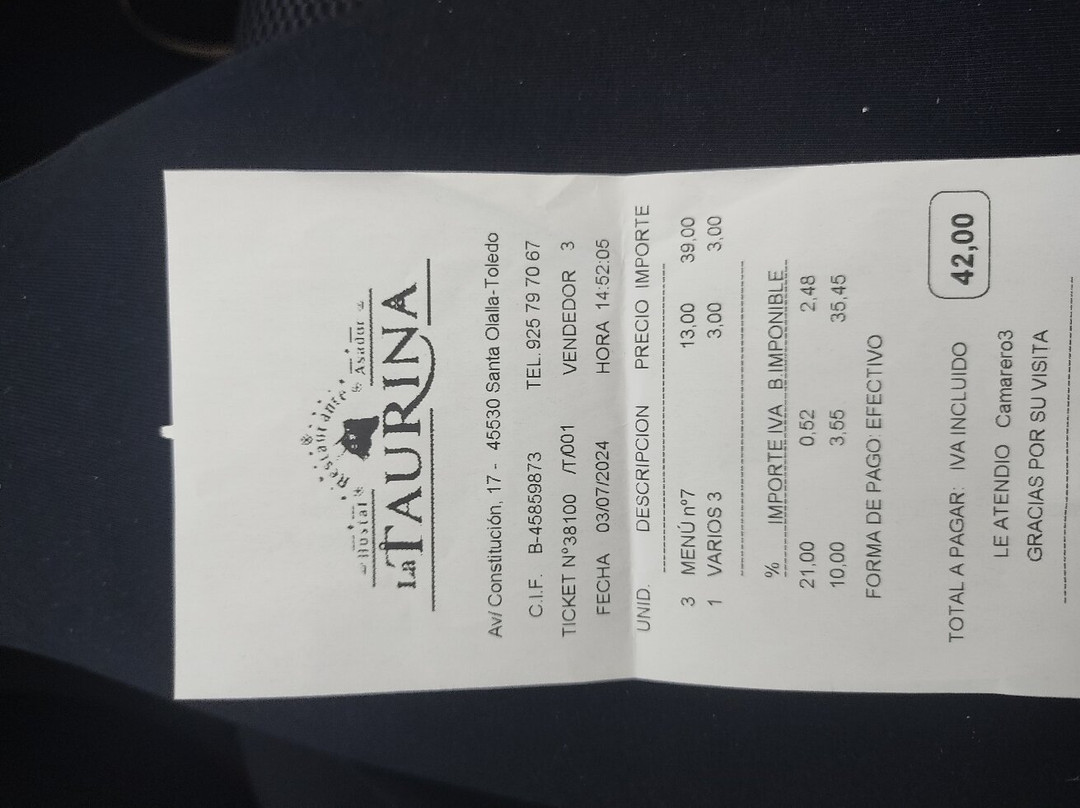 Restaurante
Hostal Asador
La TAURINA
Av/ Constitución, 17 - 45530 Santa Olalla-Toledo
C.I.F. B-45859873 TEL. 925 79 70 67
TICKET Nº38100 /T/001 VENDEDOR 3
FECHA 03/07/2024 HORA 14:52:05
UNID. DESCRIPCION PRECIO IMPORTE
3 MENÚ nº7 13,00 39,00
1 VARIOS 3 3,00 3,00
% IMPORTE IVA B.IMPONIBLE
21,00 0,52 2,48
10,00 3,55 35,45
FORMA DE PAGO: EFECTIVO
TOTAL A PAGAR: IVA INCLUIDO 42,00
LE ATENDIO Camarero3
GRACIAS POR SU VISITA